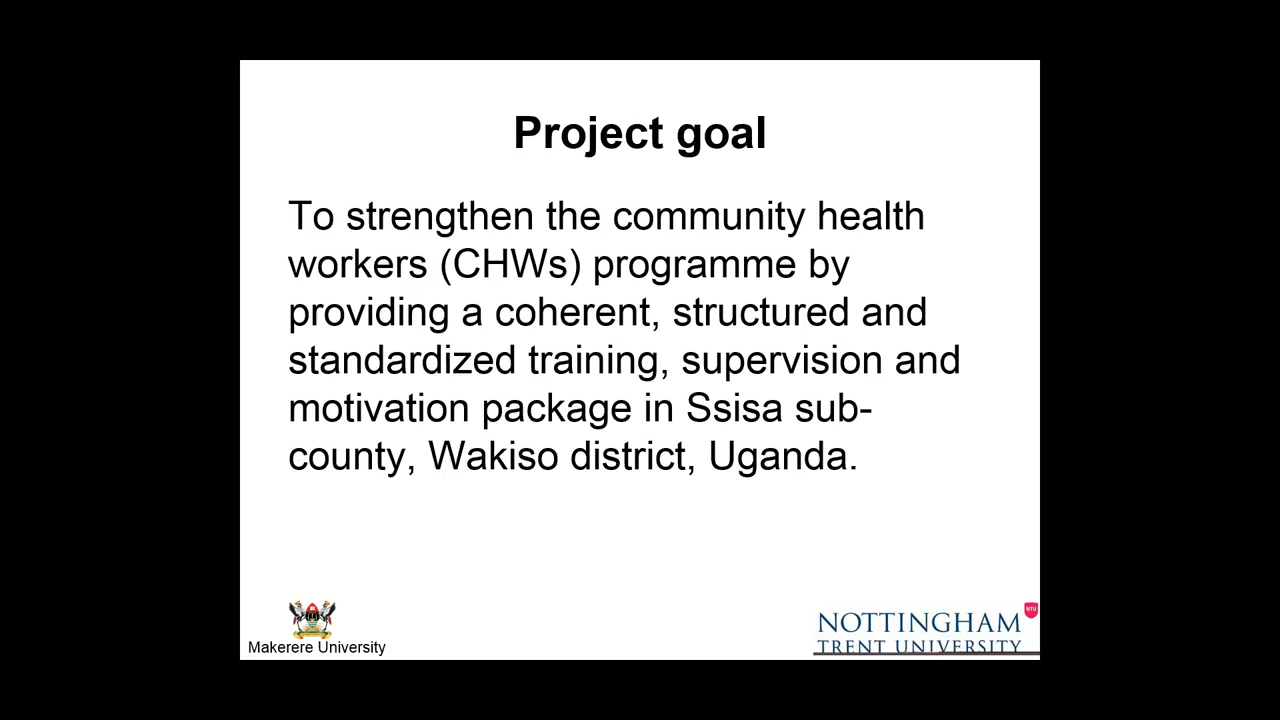 Project goal
To strengthen the community health
workers (CHWs) programme by
providing a coherent, structured and
standardized training, supervision and
motivation package in Ssisa sub-
county, Wakiso district, Uganda.
Makerere University
NTU
NOTTINGHAM
TRENT UNIVERSITY